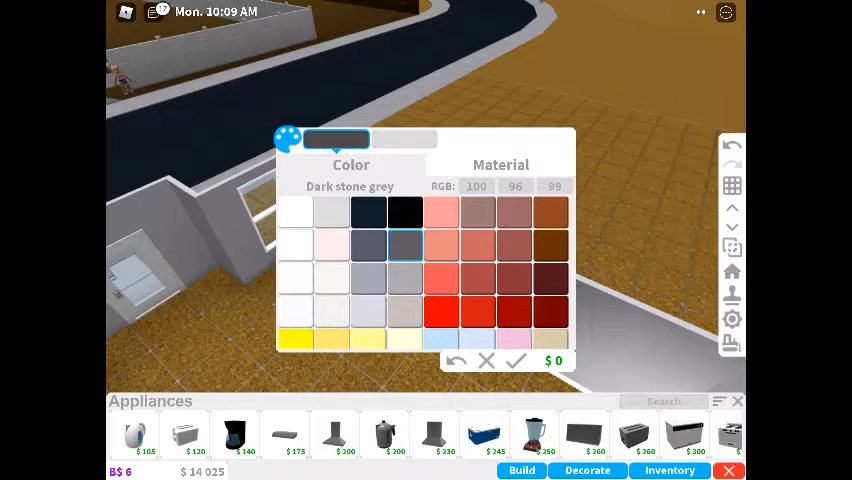 17
Mon. 10:09 AM
Color
Material
Dark stone grey
RGB: 100 96 99
$ 0
Appliances
Search
$ 105
$ 120
$ 140
$ 175
$ 200
$ 200
$ 230
$ 245
$ 250
$ 260
$ 260
$ 300
$
B$ 6
$ 14 025
Build
Decorate
Inventory